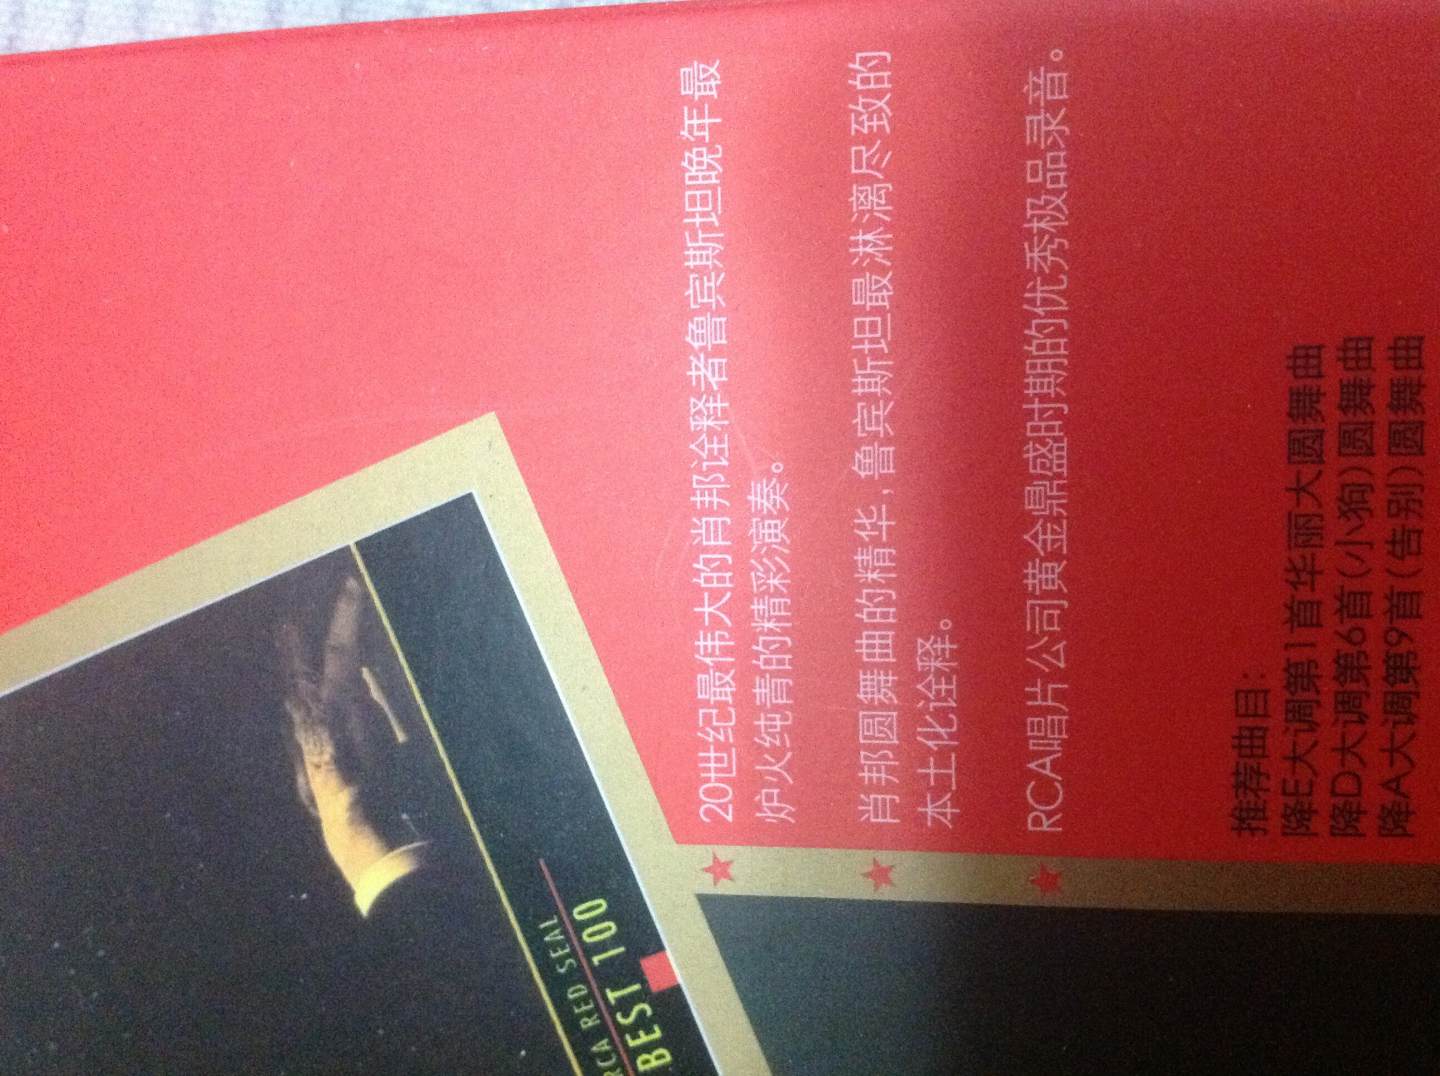 20世纪最伟大的肖邦诠释者鲁宾斯坦晚年最
炉火纯青的精彩演奏。
肖邦圆舞曲的精华,鲁宾斯坦最淋漓尽致的
本土化诠释。
RCA唱片公司黄金鼎盛时期的优秀极品录音。
推荐曲目:
降E大调第1首华丽大圆舞曲
降D大调第6首(小狗)圆舞曲
降A大调第9首(告别)圆舞曲
RCA RED SEAL
BEST 100